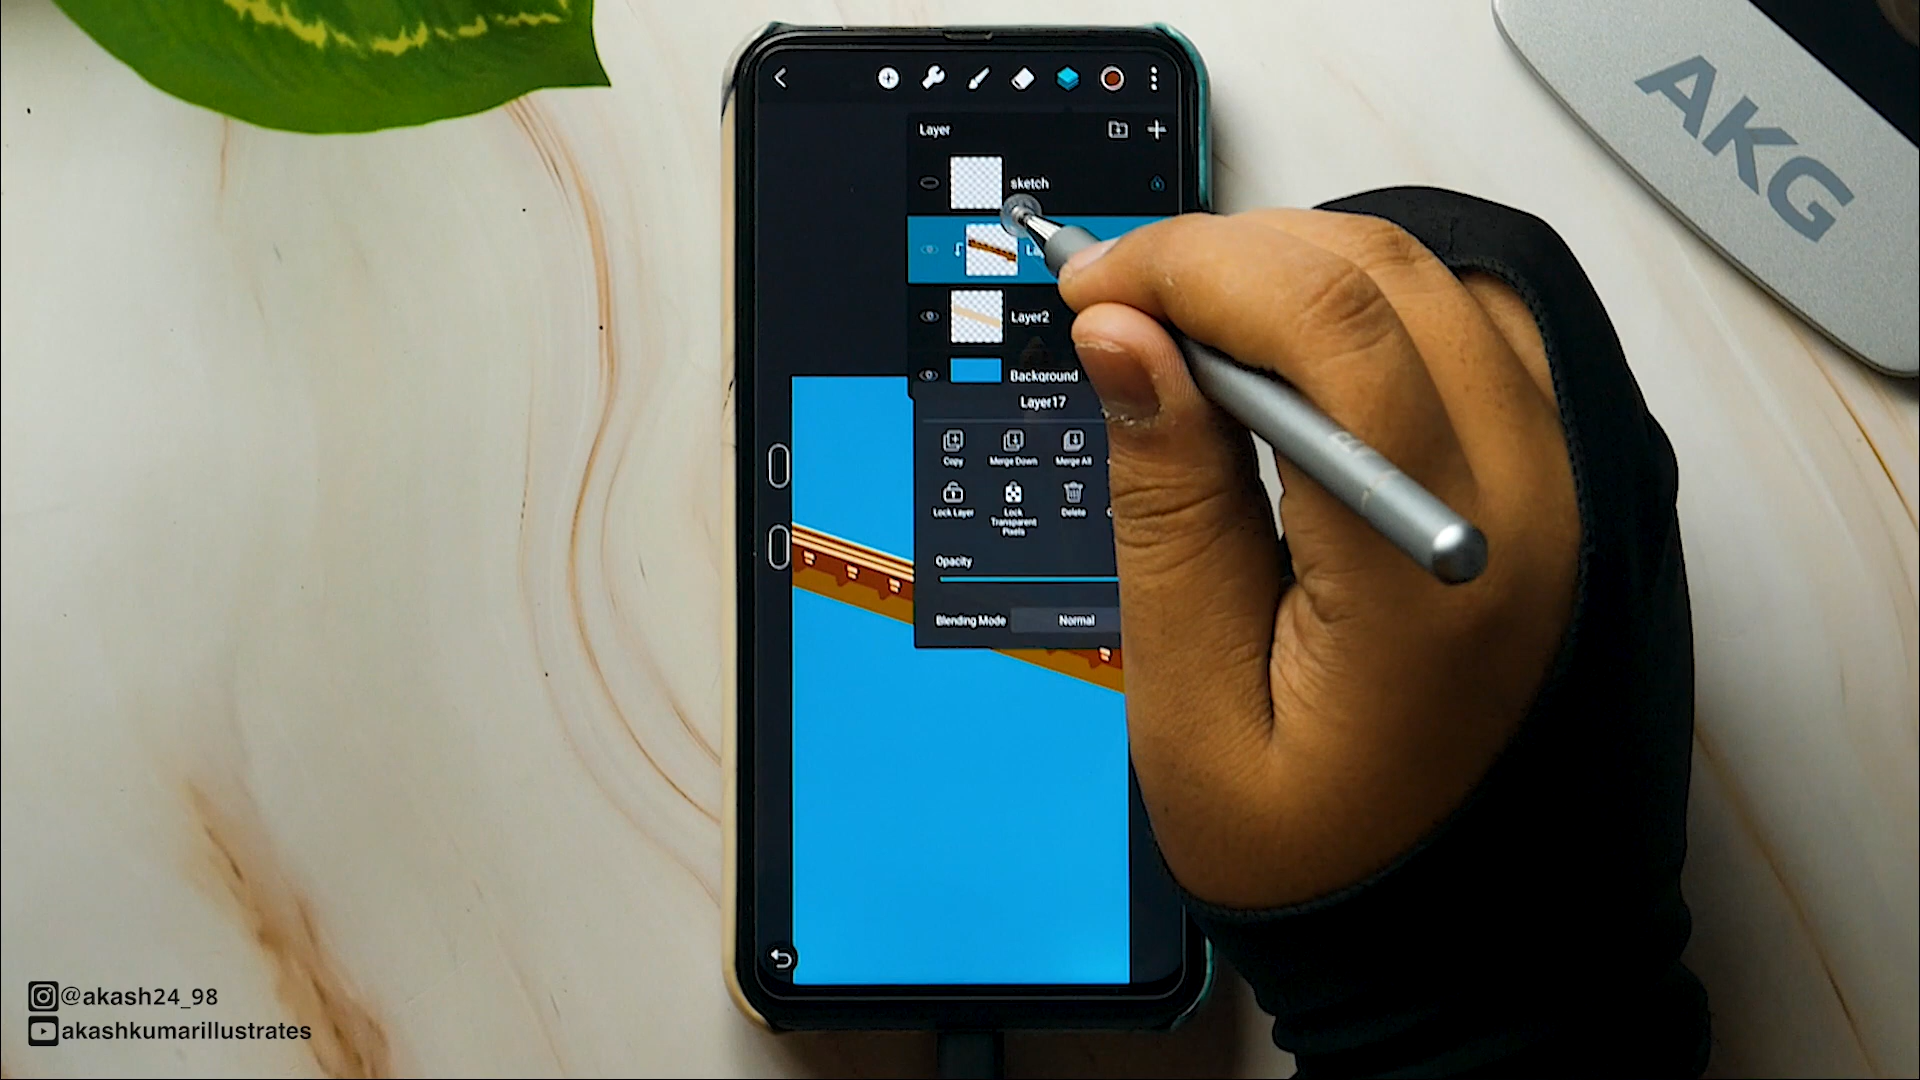 AKG
Layer
sketch
Layer2
Background
Layer17
Copy
Merge Down
Merge All
Lock Layer
Lock
Transparent
Pixels
Delete
Opacity
Blending Mode
Normal
@akash24_98
akashkumarillustrates